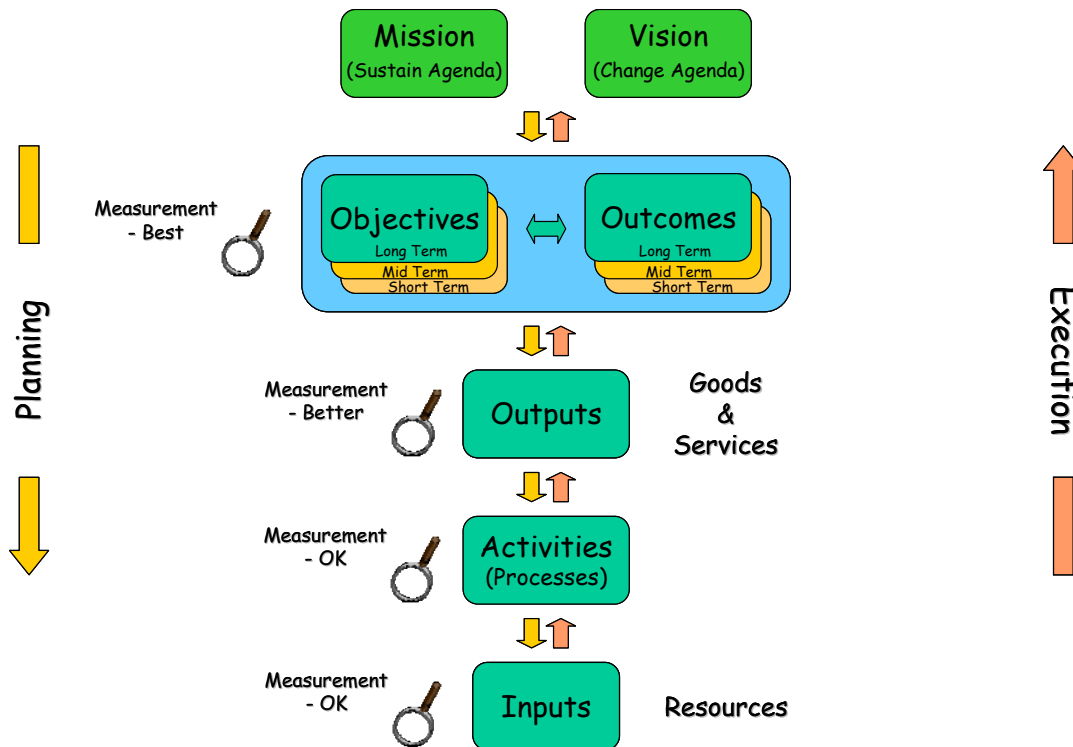 Mission
(Sustain Agenda)
Vision
(Change Agenda)
Planning
Measurement
- Best
Objectives
Long Term
Mid Term
Short Term
Outcomes
Long Term
Mid Term
Short Term
Execution
Measurement
- Better
Outputs
Goods
&
Services
Measurement
- OK
Activities
(Processes)
Measurement
- OK
Inputs
Resources